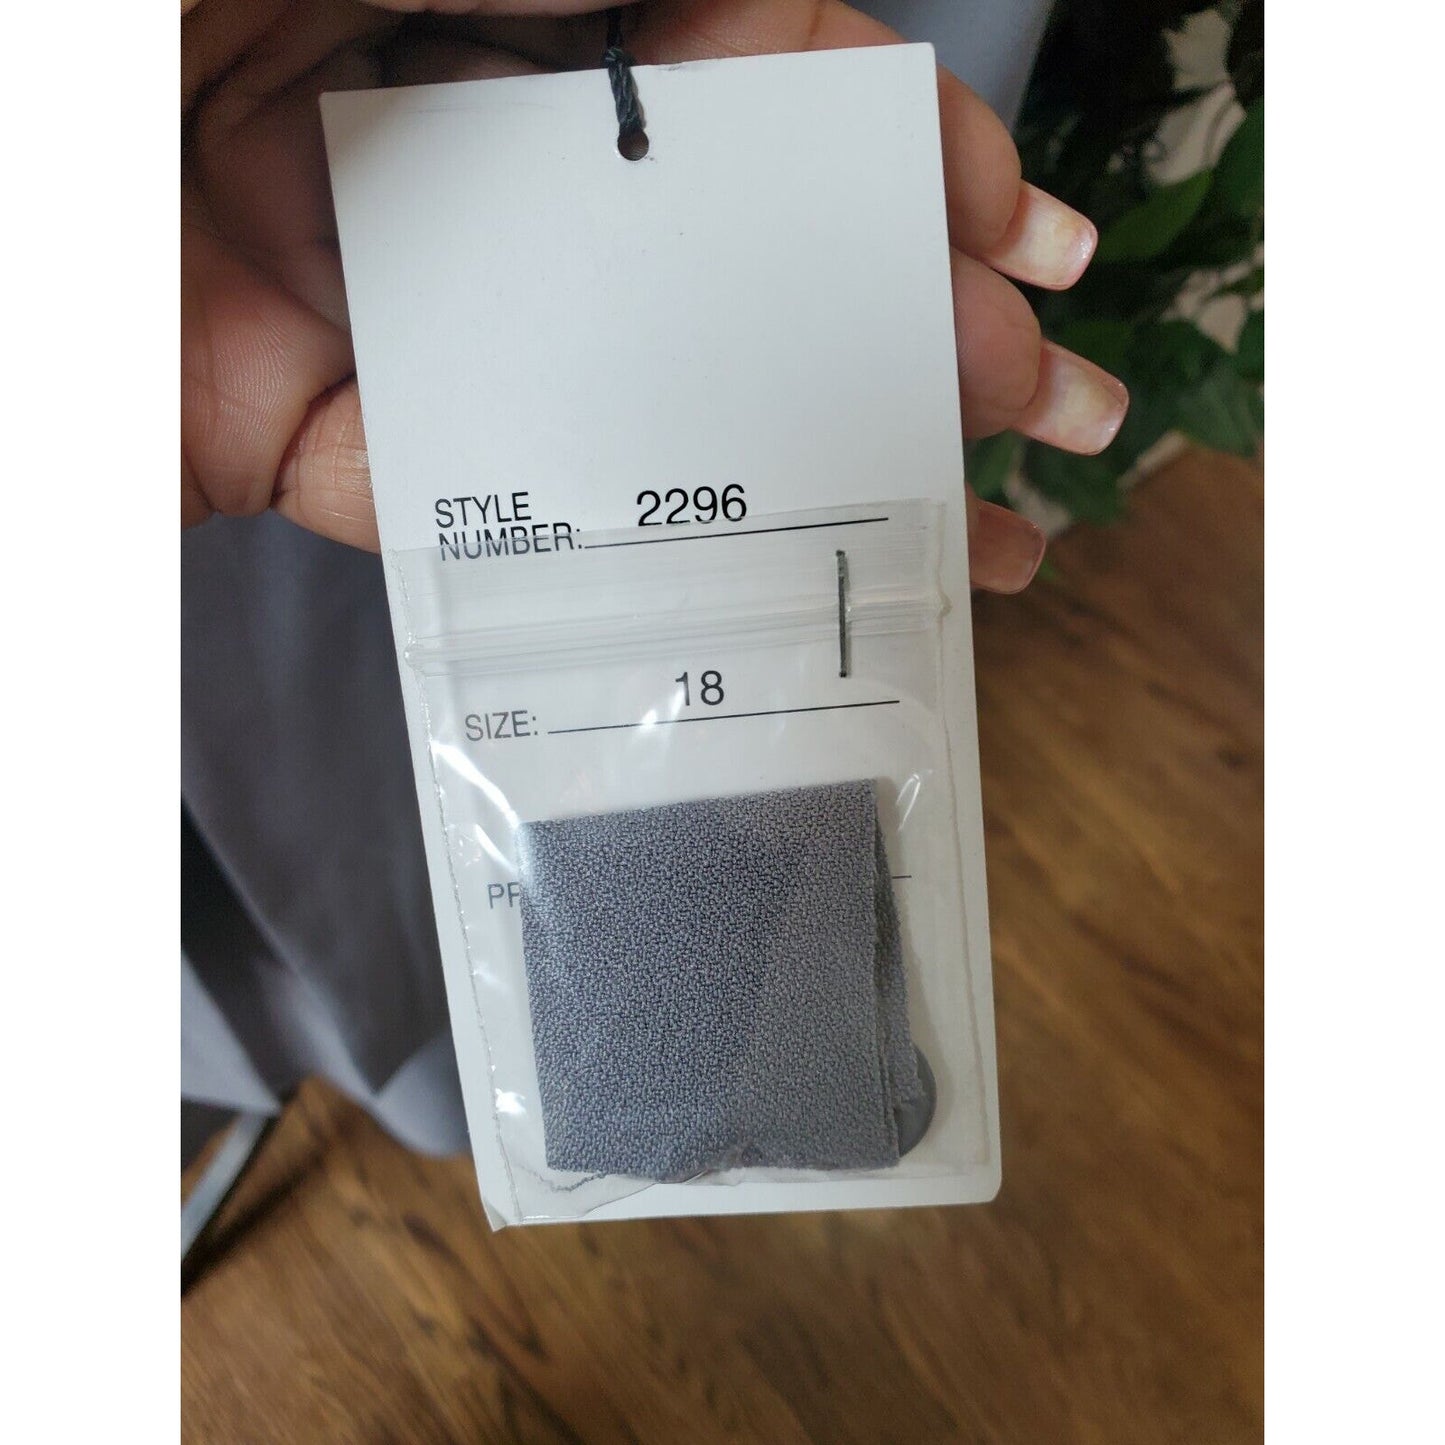 STYLE
NUMBER: 2296
SIZE: 18